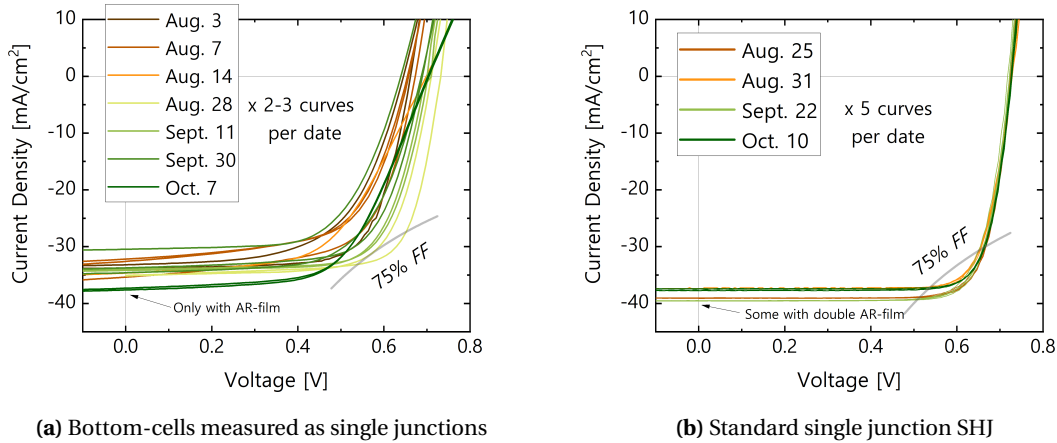 10
0
-10
-20
-30
-40
Current Density [mA/cm²]
Aug. 3
Aug. 7
Aug. 14
Aug. 28
Sept. 11
Sept. 30
Oct. 7
x 2-3 curves
per date
75% FF
Only with AR-film
0.0 0.2 0.4 0.6 0.8
Voltage [V]
(a) Bottom-cells measured as single junctions
10
0
-10
-20
-30
-40
Current Density [mA/cm²]
Aug. 25
Aug. 31
Sept. 22
Oct. 10
x 5 curves
per date
75% FF
Some with double AR-film
0.0 0.2 0.4 0.6 0.8
Voltage [V]
(b) Standard single junction SHJ